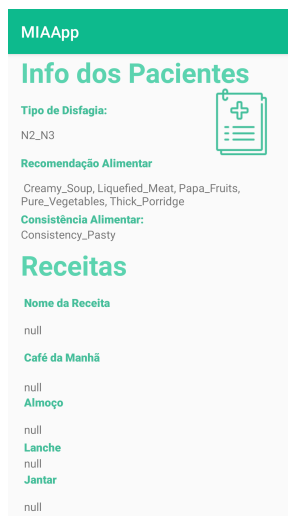 MIAApp
Info dos Pacientes
Tipo de Disfagia:
N2_N3
Recomendação Alimentar
Creamy_Soup, Liquefied_Meat, Papa_Fruits,
Pure_Vegetables, Thick_Porridge
Consistência Alimentar:
Consistency_Pasty
Receitas
Nome da Receita
null
Café da Manhã
null
Almoço
null
Lanche
null
Jantar
null